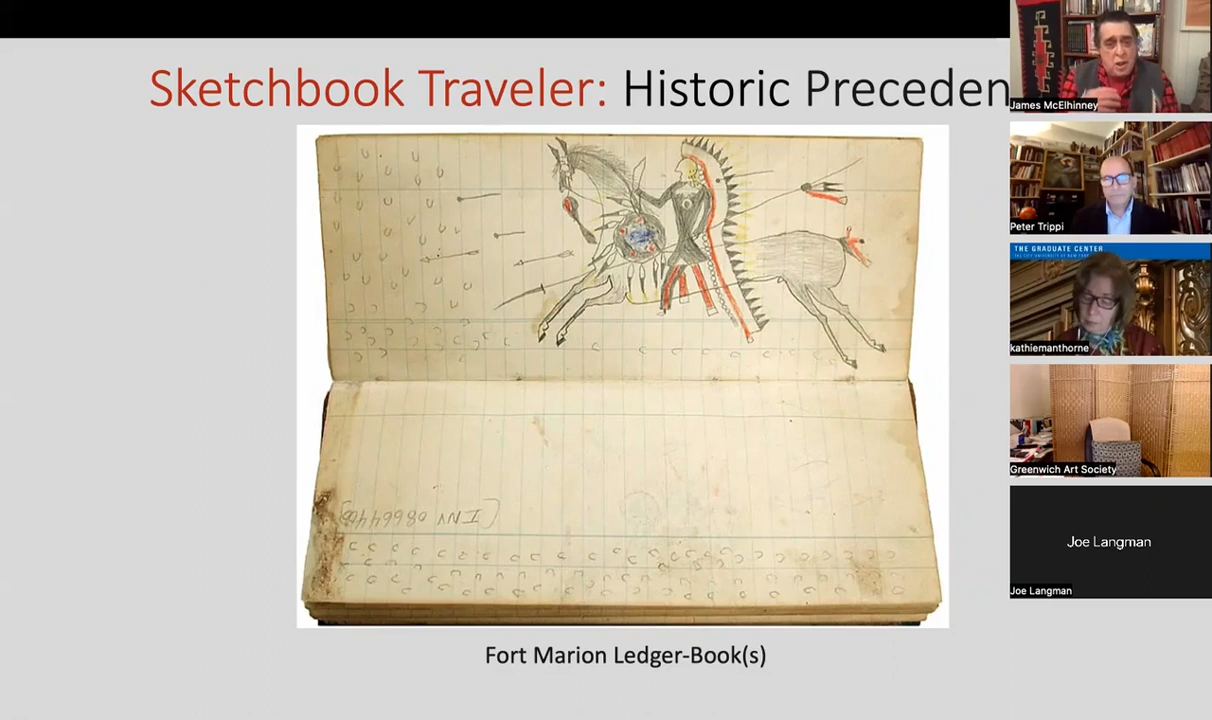 Sketchbook Traveler: Historic Preceden
Fort Marion Ledger-Book(s)
James McElhinney
Peter Trippi
THE GRADUATE CENTER
kathiemanthorne
Greenwich Art Society
Joe Langman
Joe Langman